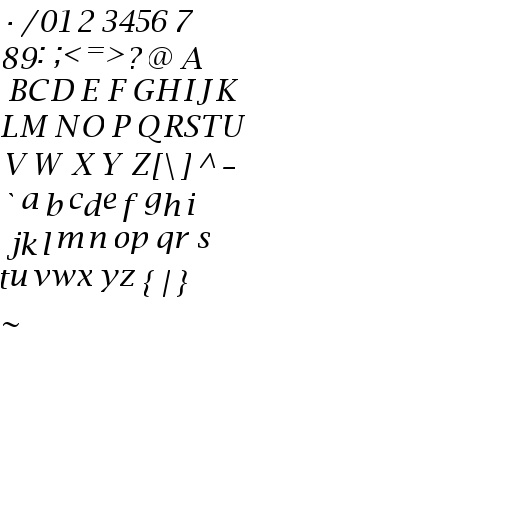 . / 0 1 2 3 4 5 6 7
8 9 : ; < = > ? @ A
B C D E F G H I J K
L M N O P Q R S T U
V W X Y Z [ \ ] ^ -
` a b c d e f g h i
j k l m n o p q r s
t u v w x y z { | }
~